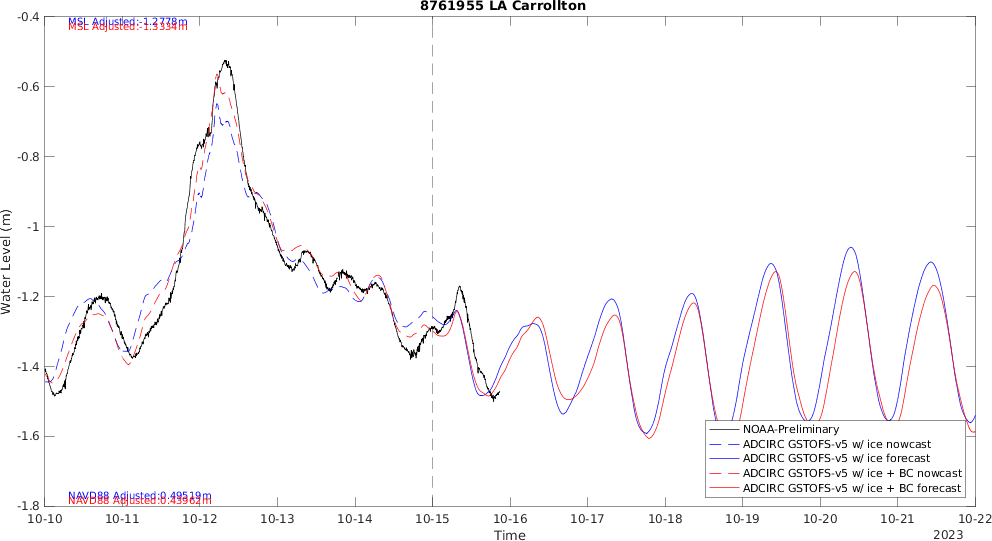 8761955 LA Carrollton
MSL Adjusted:-1.2778m
MSL Adjusted:-1.3334m
-0.4
-0.6
-0.8
-1
-1.2
-1.4
-1.6
-1.8
Water Level (m)
NOAA-Preliminary
ADCIRC GSTOFS-v5 w/ ice nowcast
ADCIRC GSTOFS-v5 w/ ice forecast
ADCIRC GSTOFS-v5 w/ ice + BC nowcast
ADCIRC GSTOFS-v5 w/ ice + BC forecast
NAVD88 Adjusted:0.49519m
NAVD88 Adjusted:0.43962m
10-10 10-11 10-12 10-13 10-14 10-15 10-16 10-17 10-18 10-19 10-20 10-21 10-22
Time
2023